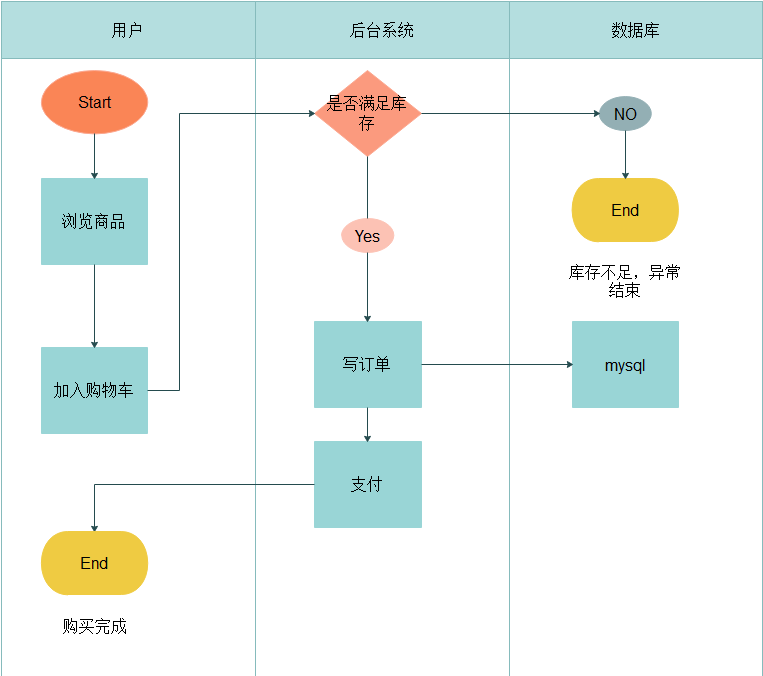 用户
后台系统
数据库
Start
是否满足库
存
NO
浏览商品
End
Yes
库存不足，异常
结束
写订单
mysql
加入购物车
支付
End
购买完成